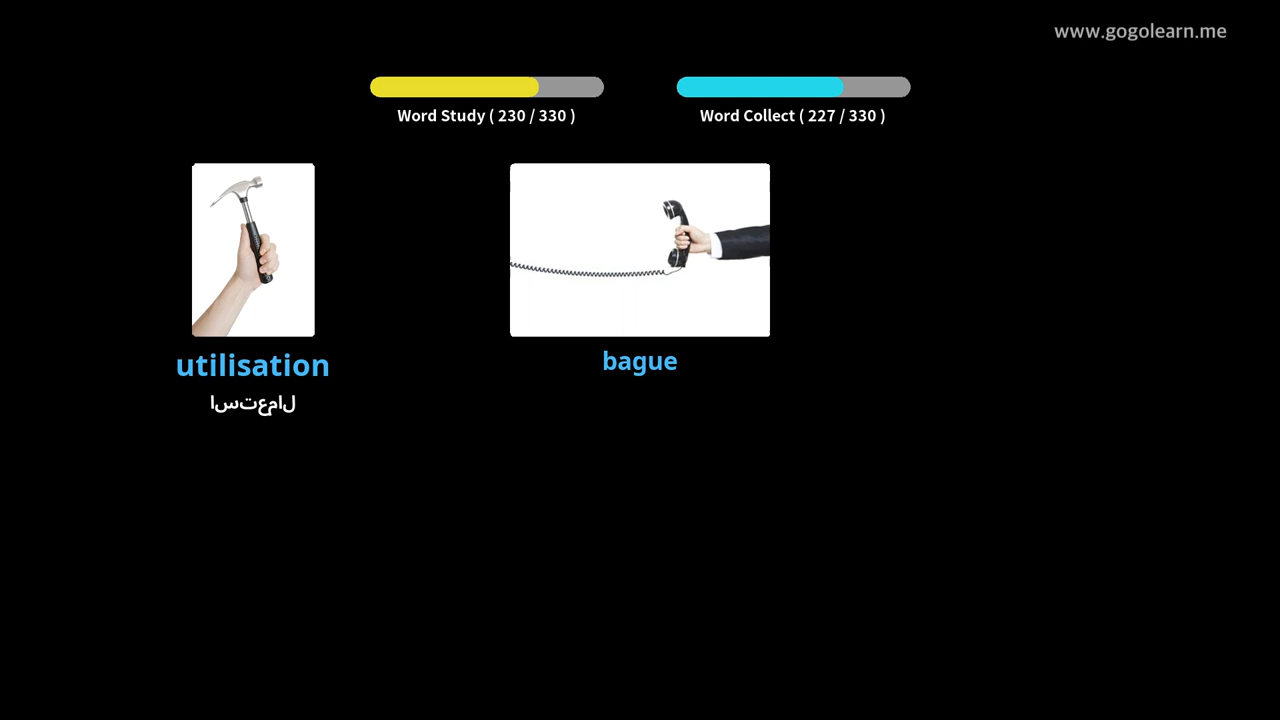 www.gogolearn.me
Word Study ( 230 / 330 )
Word Collect ( 227 / 330 )
utilisation
استعمال
bague